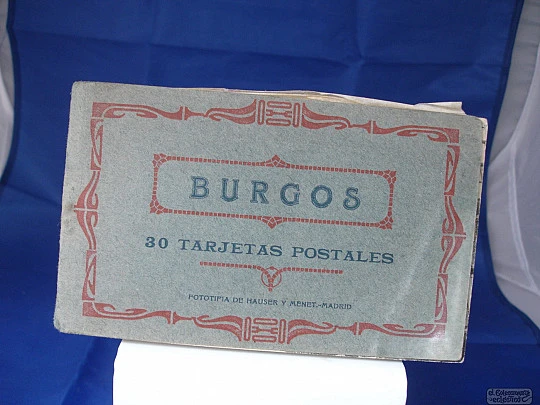 BURGOS
30 TARJETAS POSTALES
FOTOTIPIA DE HAUSER Y MENET.-MADRID